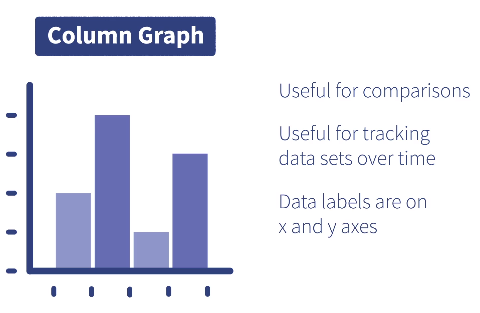 Column Graph
Useful for comparisons
Useful for tracking
data sets over time
Data labels are on
x and y axes